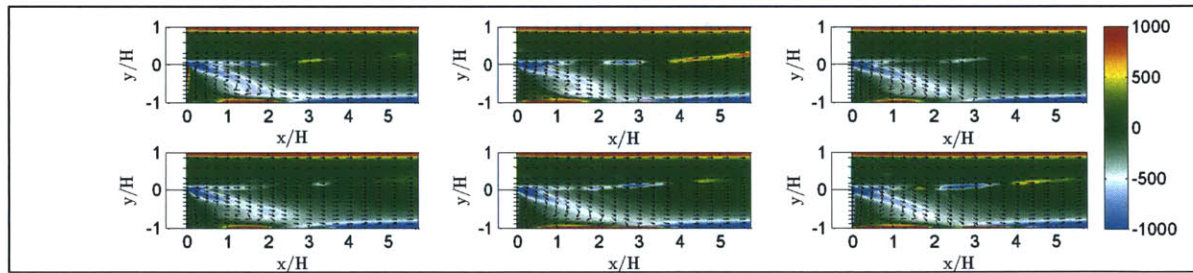 1 1 1 1000
y/H 0 y/H 0 y/H 0 500
-1 -1 -1
0 1 2 3 4 5 0 1 2 3 4 5 0 1 2 3 4 5
x/H x/H x/H 0
1 1 1
y/H 0 y/H 0 y/H 0 -500
-1 -1 -1 -1000
0 1 2 3 4 5 0 1 2 3 4 5 0 1 2 3 4 5
x/H x/H x/H